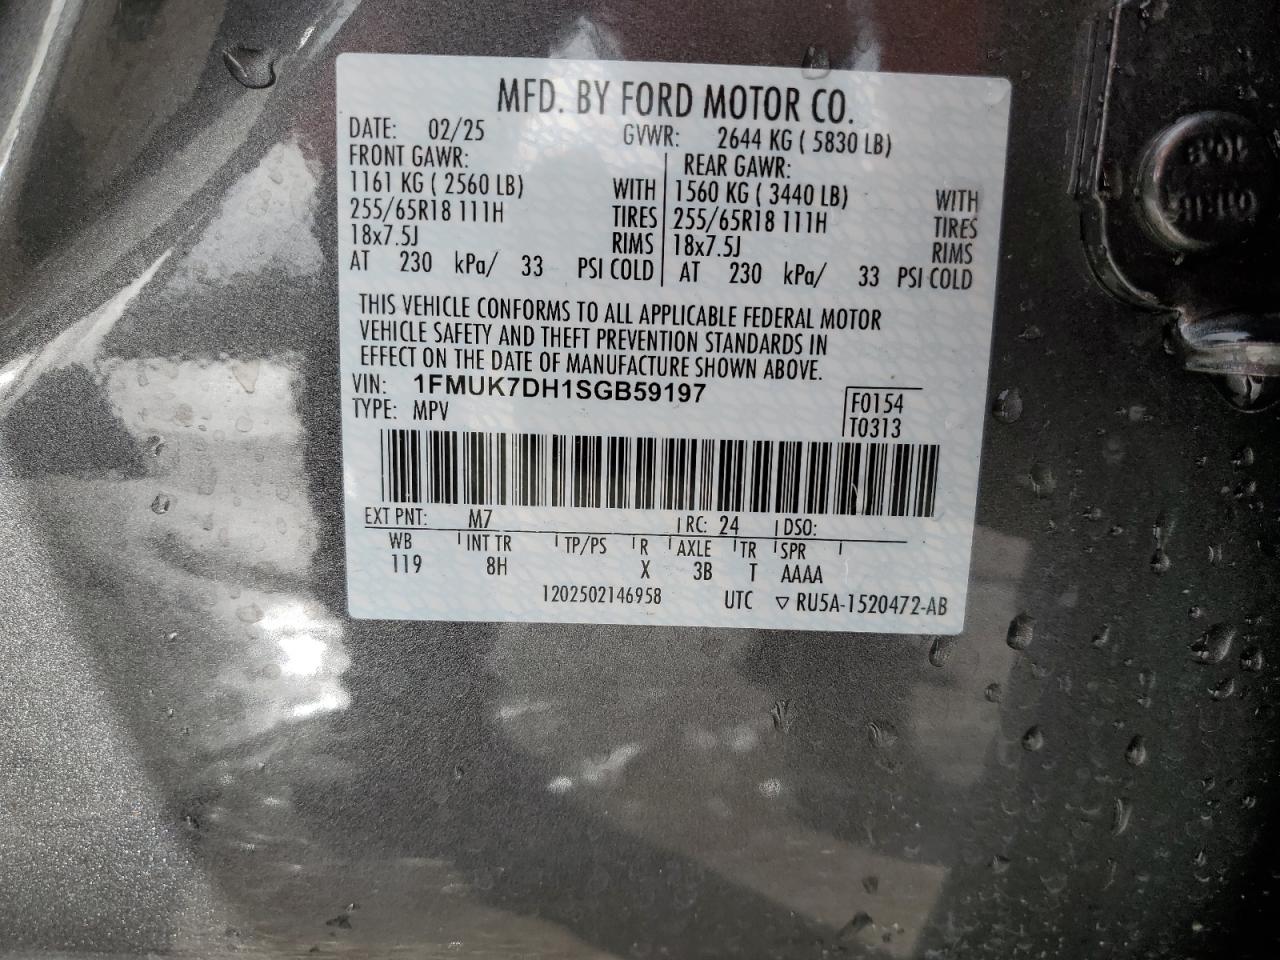 MFD. BY FORD MOTOR CO.
DATE: 02/25 GVWR: 2644 KG ( 5830 LB)
FRONT GAWR: REAR GAWR:
1161 KG ( 2560 LB) WITH 1560 KG ( 3440 LB) WITH
255/65R18 111H TIRES 255/65R18 111H TIRES
18x7.5J RIMS 18x7.5J RIMS
AT 230 kPa/ 33 PSI COLD AT 230 kPa/ 33 PSI COLD
THIS VEHICLE CONFORMS TO ALL APPLICABLE FEDERAL MOTOR
VEHICLE SAFETY AND THEFT PREVENTION STANDARDS IN
EFFECT ON THE DATE OF MANUFACTURE SHOWN ABOVE.
VIN: 1FMUK7DH1SGB59197
TYPE: MPV
F0154
T0313
EXT PNT: M7 RC: 24 DSO:
WB INT TR TP/PS R AXLE TR SPR
119 8H X 3B T AAAA
1202502146958 UTC ▽ RU5A-1520472-AB